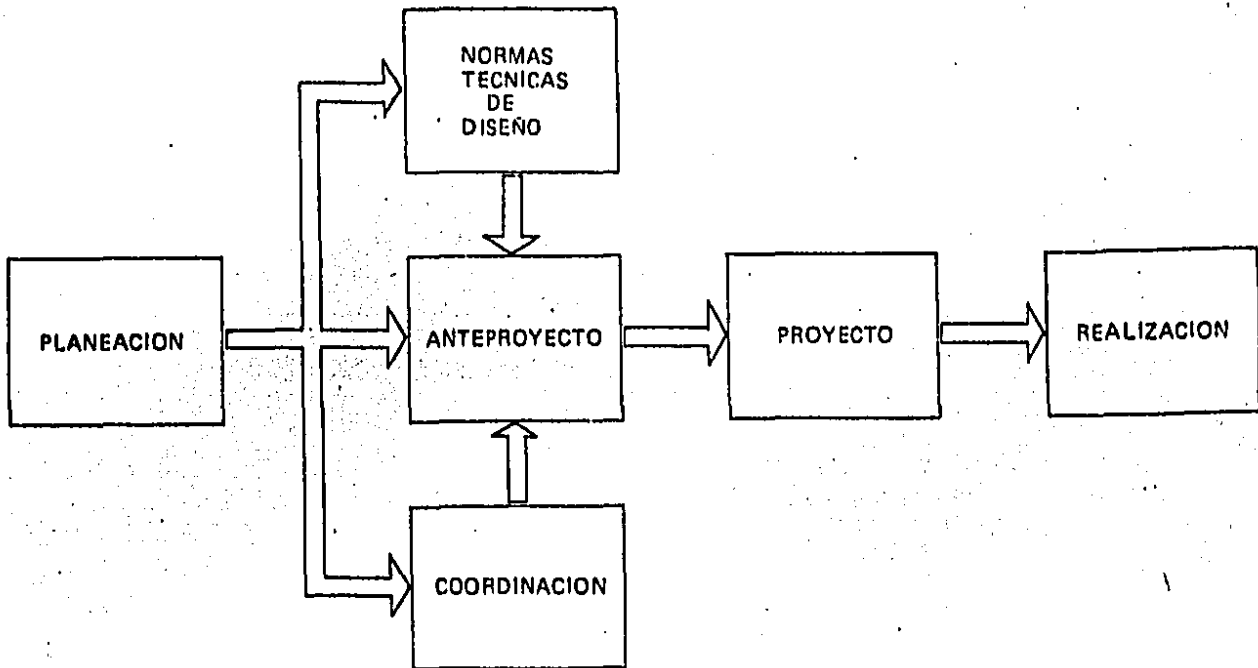 NORMAS
TECNICAS
DE
DISEÑO
PLANEACION
ANTEPROYECTO
PROYECTO
REALIZACION
COORDINACION